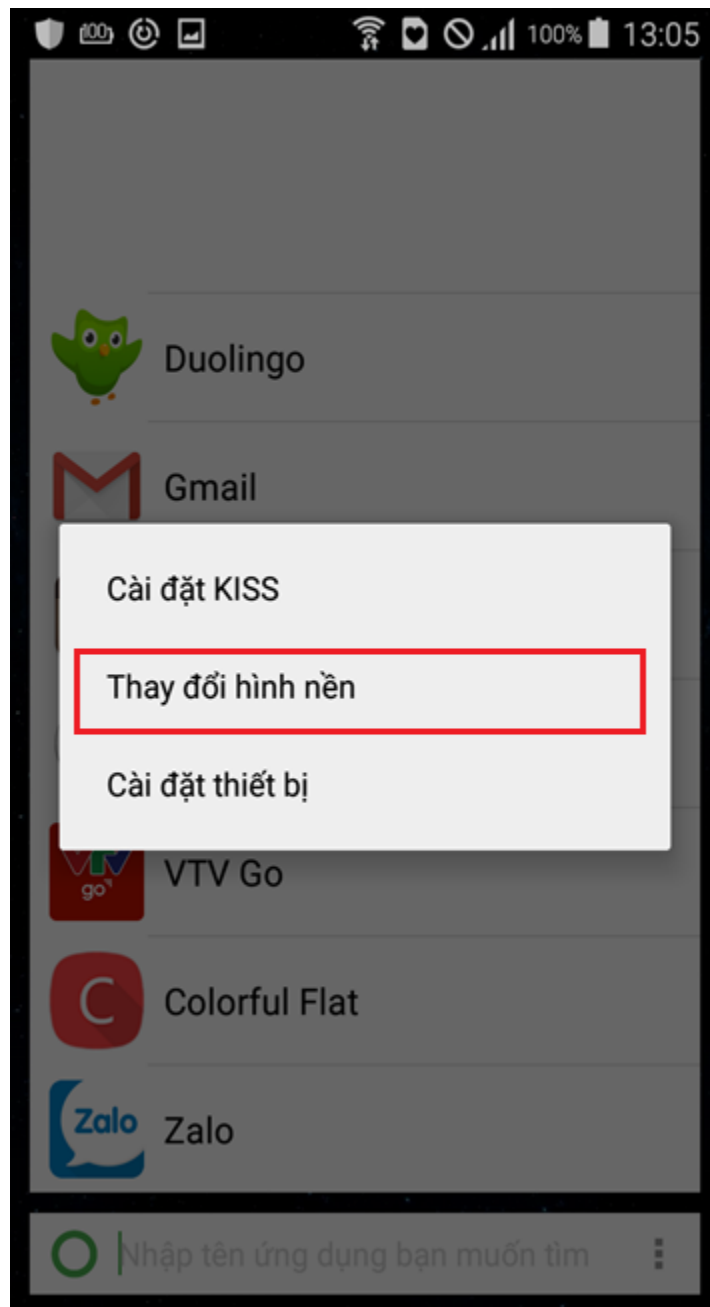 100
100% 13:05
Duolingo
Gmail
Cài đặt KISS
Thay đổi hình nền
Cài đặt thiết bị
go
VTV Go
C
Colorful Flat
Zalo
Zalo
Nhập tên ứng dụng bạn muốn tìm